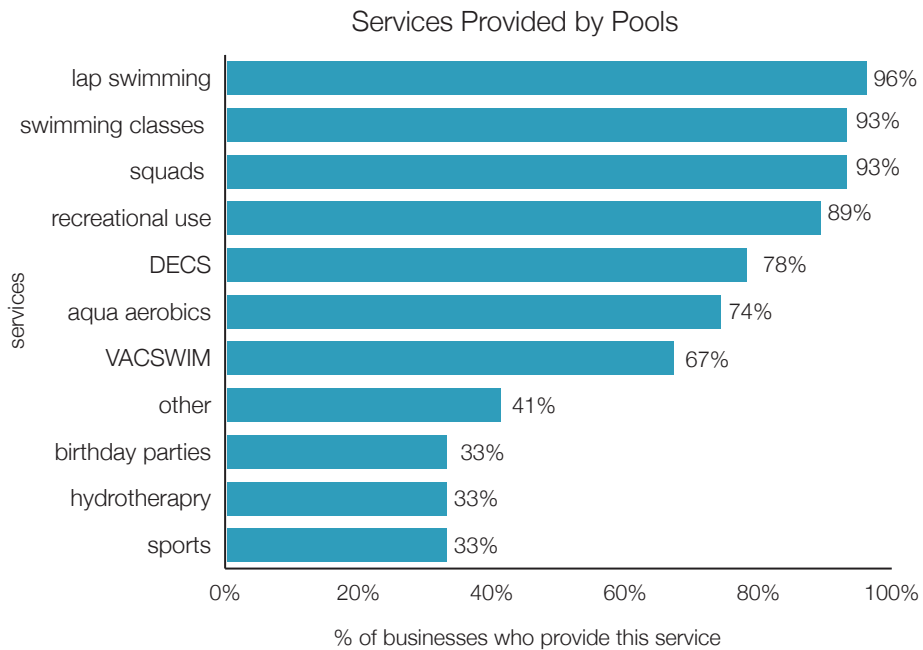 Services Provided by Pools
lap swimming 96%
swimming classes 93%
squads 93%
recreational use 89%
DECS 78%
aqua aerobics 74%
VACSWIM 67%
other 41%
birthday parties 33%
hydrotherapry 33%
sports 33%
services
0% 20% 40% 60% 80% 100%
% of businesses who provide this service